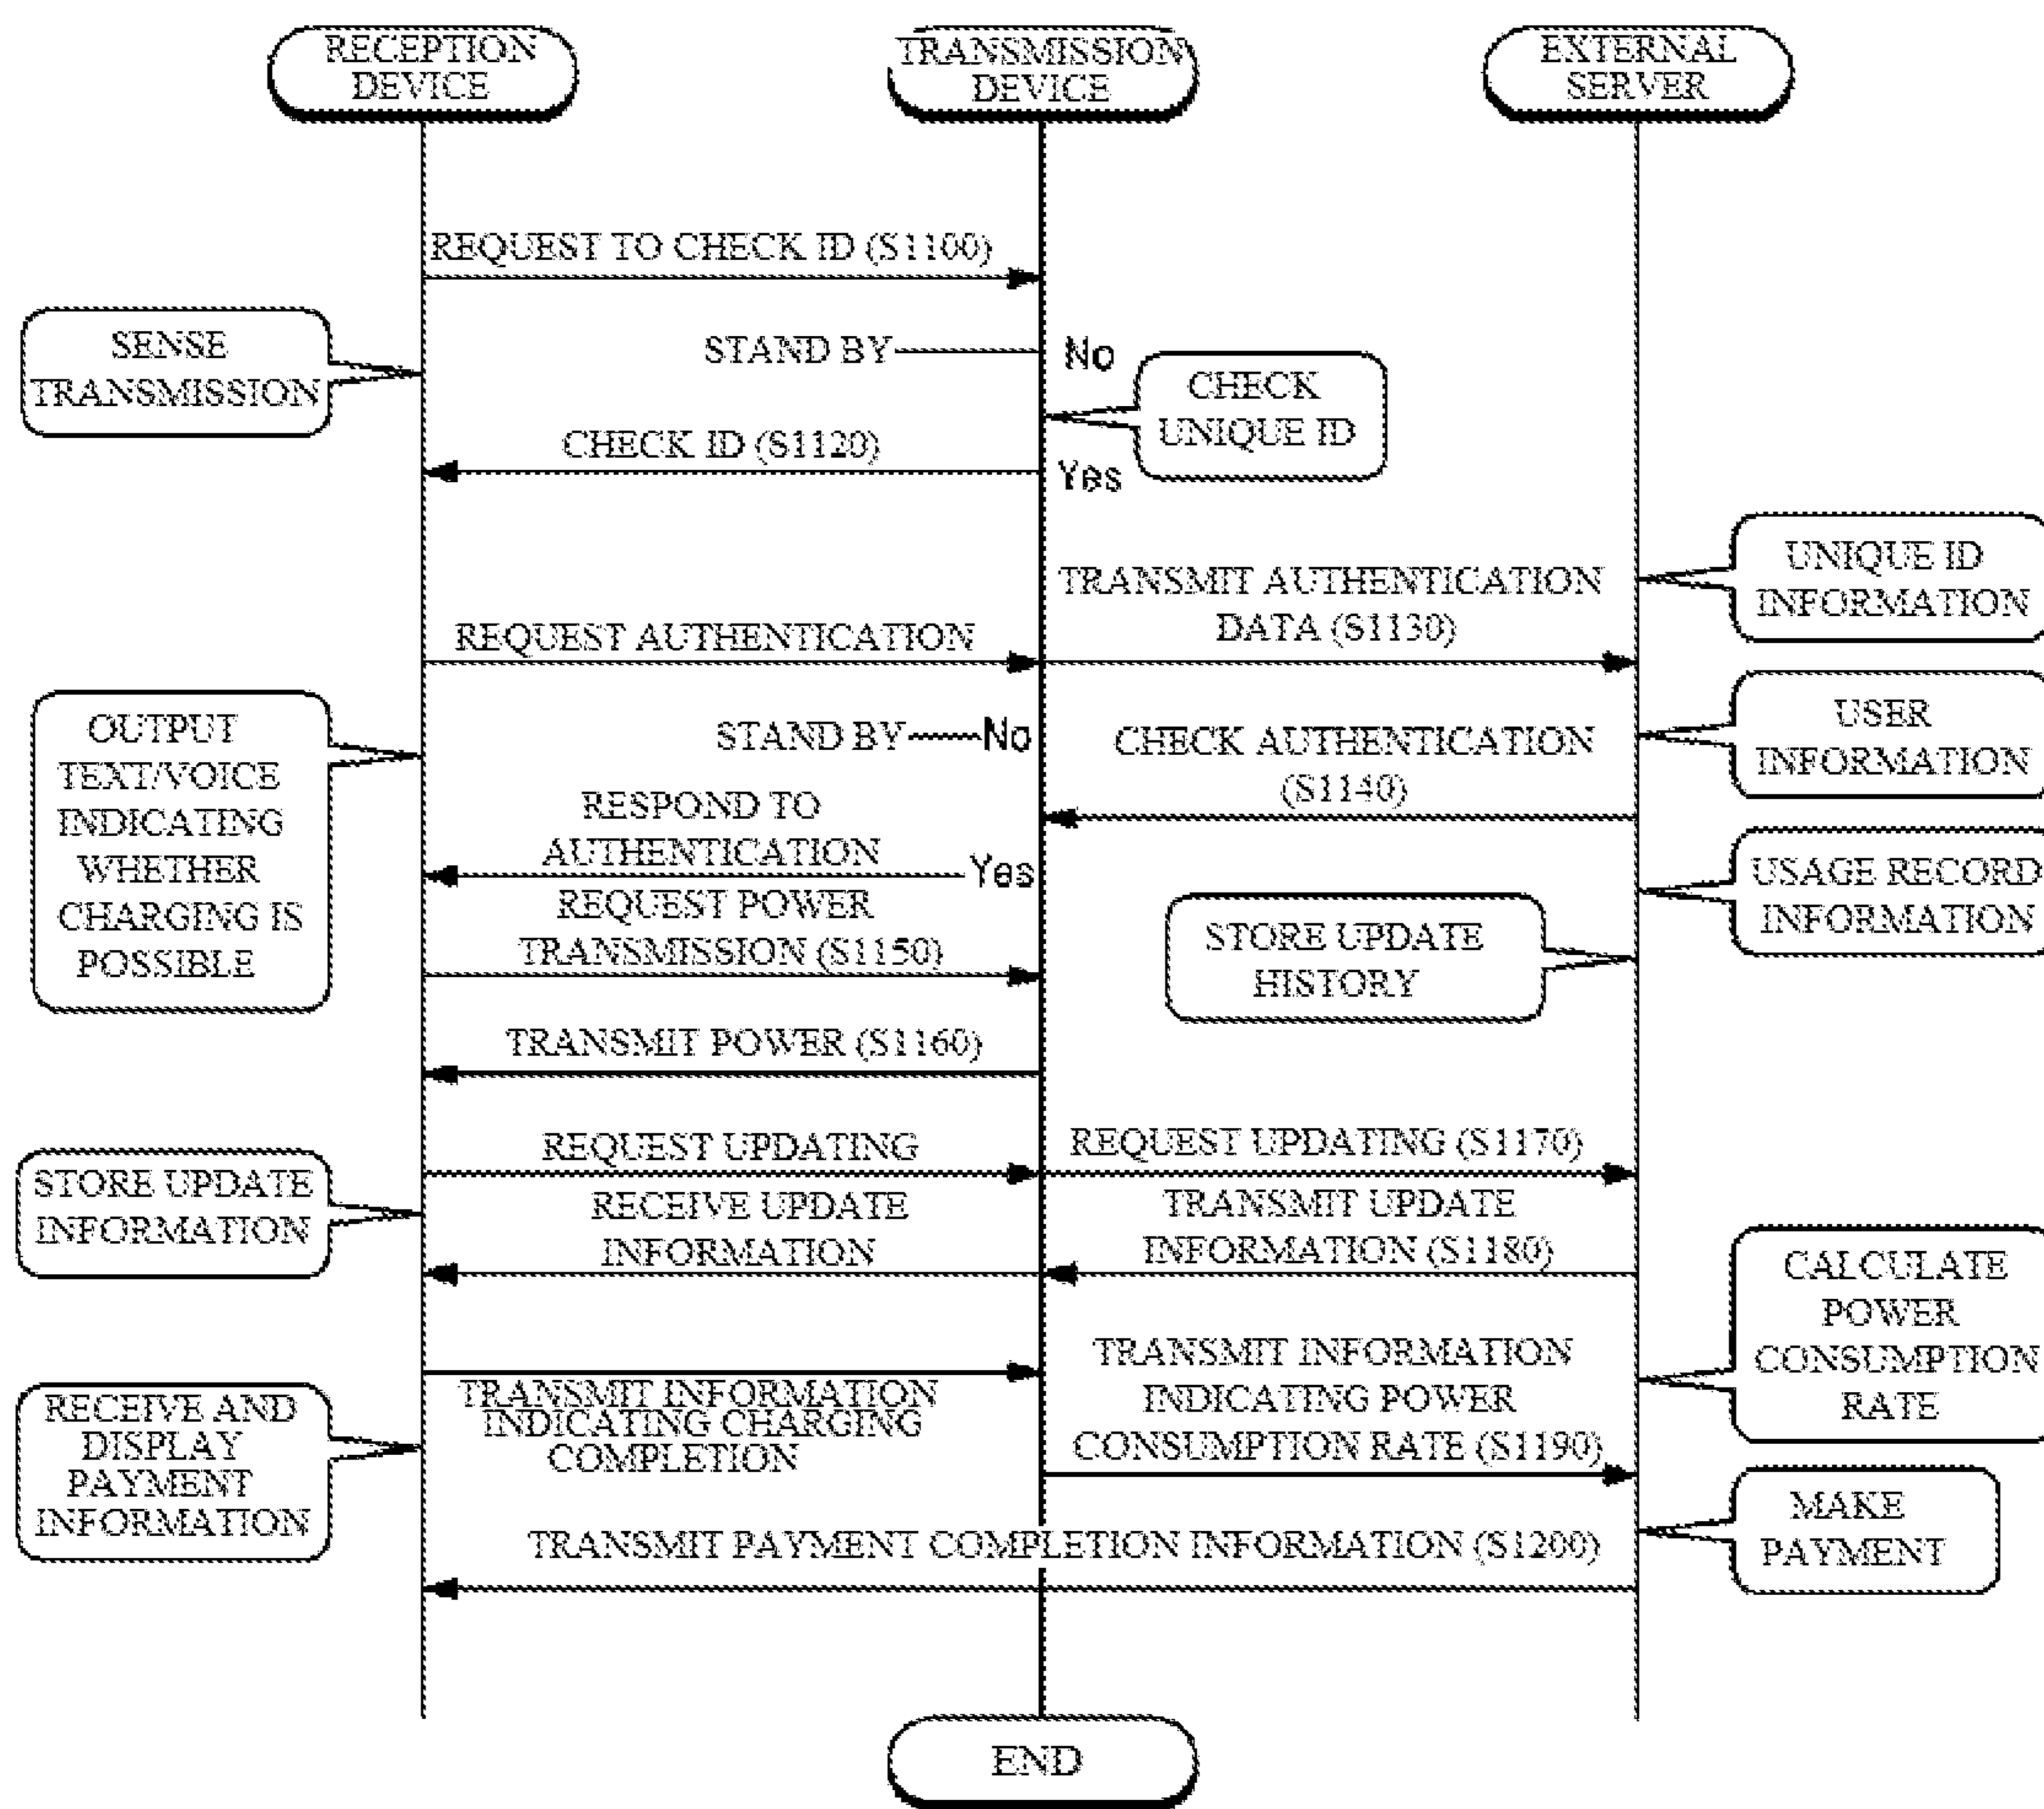 RECEPTION
DEVICE
TRANSMISSION
DEVICE
EXTERNAL
SERVER
REQUEST TO CHECK ID (S1100)
SENSE
TRANSMISSION
STAND BY
No
CHECK
UNIQUE ID
CHECK ID (S1120)
Yes
UNIQUE ID
INFORMATION
TRANSMIT AUTHENTICATION
DATA (S1130)
REQUEST AUTHENTICATION
OUTPUT
TEXT/VOICE
INDICATING
WHETHER
CHARGING IS
POSSIBLE
STAND BY
No
CHECK AUTHENTICATION
(S1140)
USER
INFORMATION
RESPOND TO
AUTHENTICATION
Yes
USAGE RECORD
INFORMATION
REQUEST POWER
TRANSMISSION (S1150)
STORE UPDATE
HISTORY
TRANSMIT POWER (S1160)
REQUEST UPDATING
REQUEST UPDATING (S1170)
STORE UPDATE
INFORMATION
RECEIVE UPDATE
INFORMATION
TRANSMIT UPDATE
INFORMATION (S1180)
CALCULATE
POWER
CONSUMPTION
RATE
TRANSMIT INFORMATION
INDICATING CHARGING
COMPLETION
TRANSMIT INFORMATION
INDICATING POWER
CONSUMPTION RATE (S1190)
RECEIVE AND
DISPLAY
PAYMENT
INFORMATION
MAKE
PAYMENT
TRANSMIT PAYMENT COMPLETION INFORMATION (S1200)
END